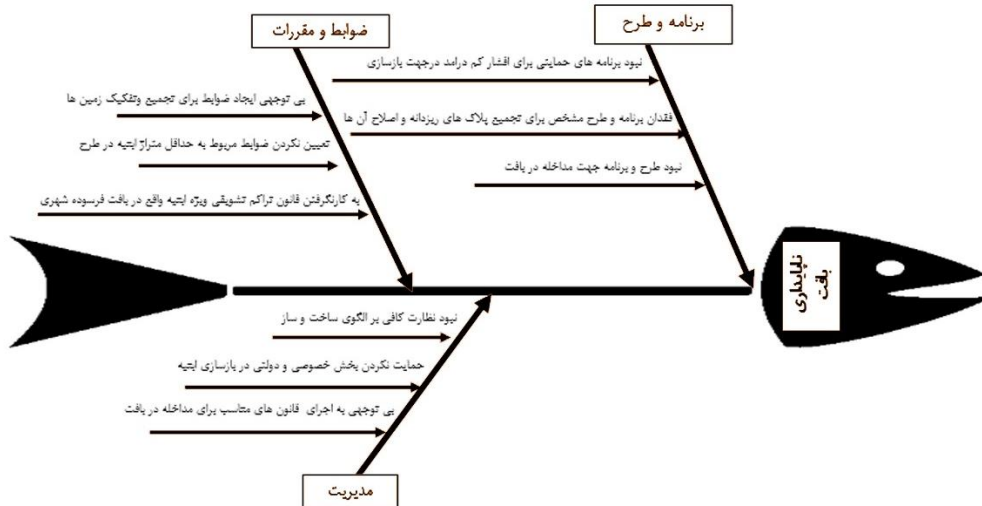 برنامه و طرح
نبود برنامه های حمایتی برای اقشار کم درامد درجهت بازسازی
فقدان برنامه و طرح مشخص برای تجمیع پلاک های ریزدانه و اصلاح آن ها
نبود طرح و برنامه جهت مداخله در بافت
ضوابط و مقررات
بی توجهی ایجاد ضوابط برای تجمیع وتفکیک زمین ها
تعیین نکردن ضوابط مربوط به حداقل متراژ ابنیه در طرح
به کارنگرفتن قانون تراکم تشویقی ویژه ابنیه واقع در بافت فرسوده شهری
ناپایداری
بافت
نبود نظارت کافی بر الگوی ساخت و ساز
حمایت نکردن بخش خصوصی و دولتی در بازسازی ابنیه
بی توجهی به اجرای قانون های متاسب برای مداخله در بافت
مدیریت